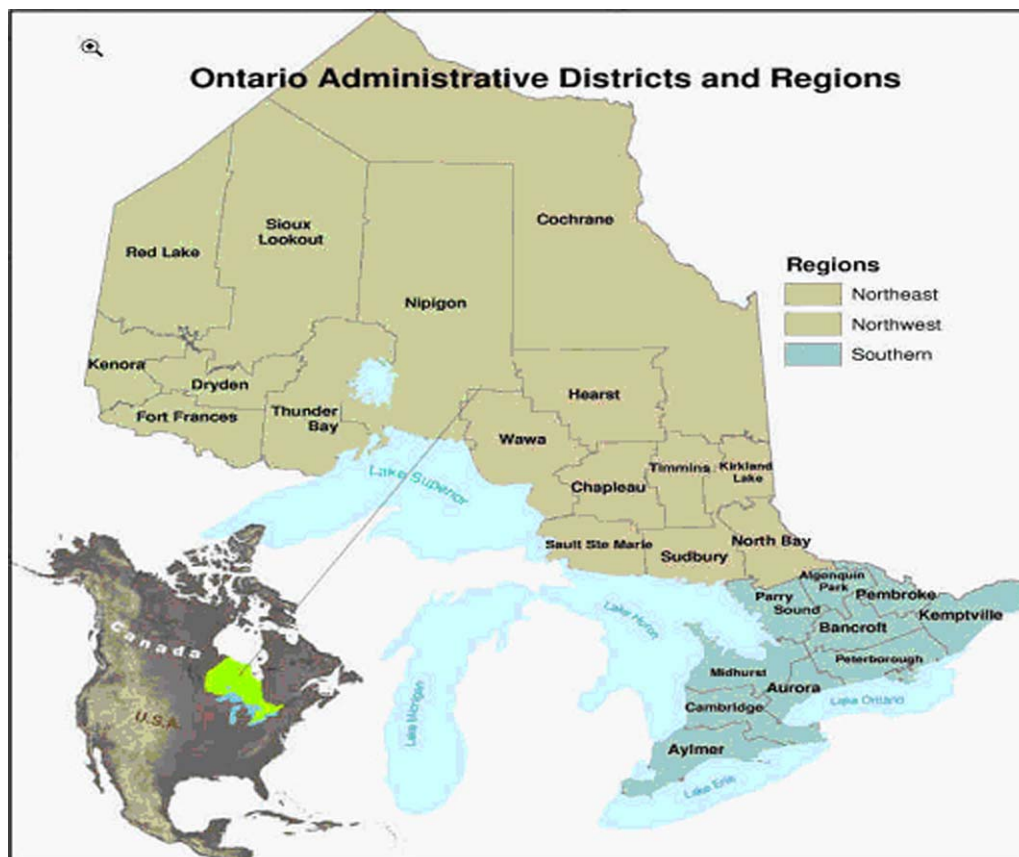 Ontario Administrative Districts and Regions
Cochrane
Sioux
Lookout
Red Lake
Regions
Northeast
Northwest
Southern
Nipigon
Kenora
Dryden
Hearst
Fort Frances
Thunder
Bay
Wawa
Timmins
Kirkland
Lake
Chapleau
Lake Superior
North Bay
Sault Ste Marie
Sudbury
Algonquin
Park
Parry
Sound
Pembroke
Kemptville
Lake Huron
Bancroft
Canada
Peterborough
Midhurst
Aurora
Lake Ontario
Cambridge
U.S.A.
Aylmer
Lake Erie